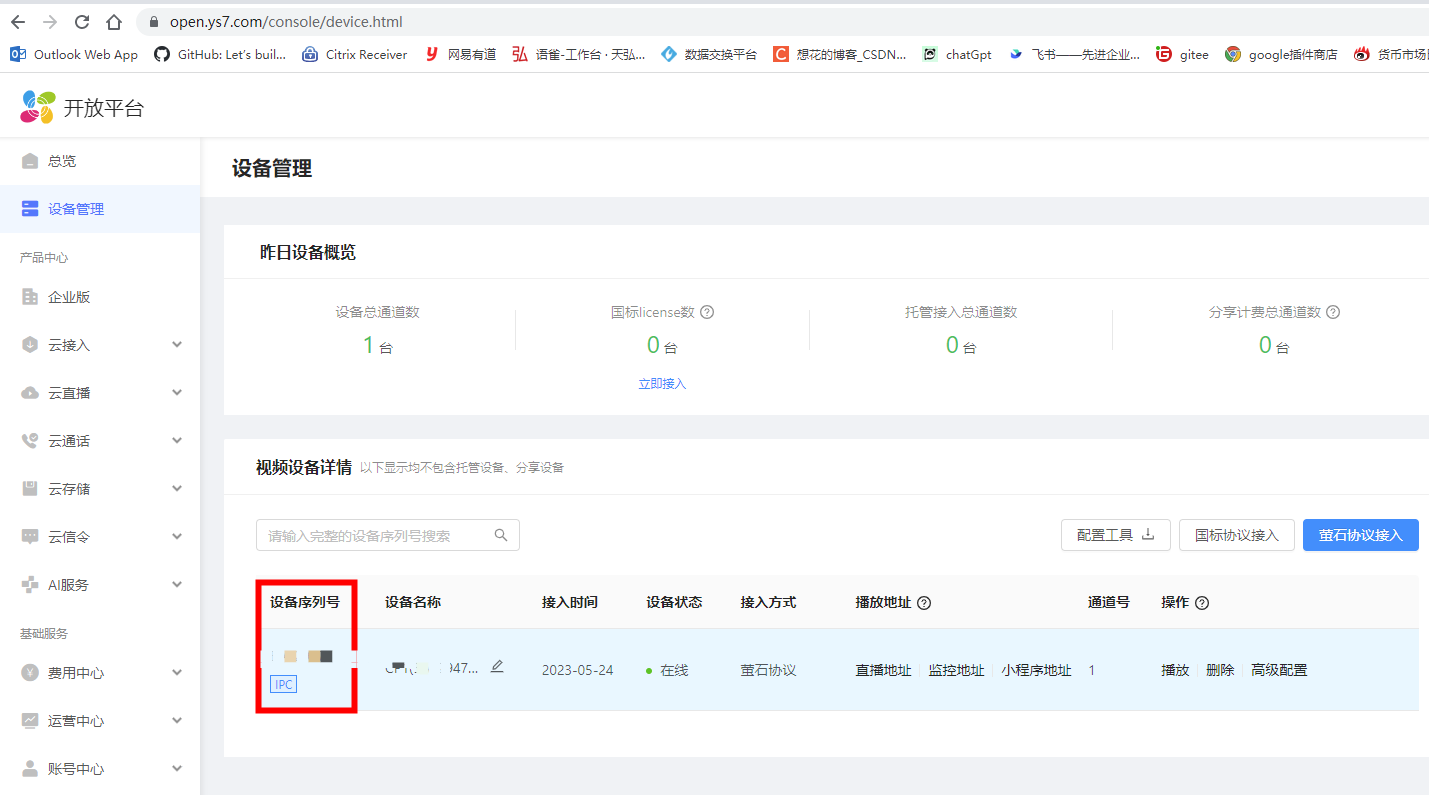 open.ys7.com/console/device.html
Outlook Web App GitHub: Let's buil... Citrix Receiver 网易有道 语雀-工作台 · 天弘... 数据交换平台 想花的博客_CSDN... chatGpt 飞书——先进企业... gitee google插件商店 货币市场
开放平台
总览
设备管理
产品中心
企业版
云接入
云直播
云通话
云存储
云信令
AI服务
基础服务
费用中心
运营中心
账号中心
设备管理
昨日设备概览
设备总通道数 国标license数 托管接入总通道数 分享计费总通道数
1 台 0 台 0 台 0 台
立即接入
视频设备详情 以下显示均不包含托管设备、分享设备
请输入完整的设备序列号搜索 配置工具 国标协议接入 萤石协议接入
设备序列号 设备名称 接入时间 设备状态 接入方式 播放地址 通道号 操作
947... 2023-05-24 在线 萤石协议 直播地址 监控地址 小程序地址 1 播放 删除 高级配置
IPC